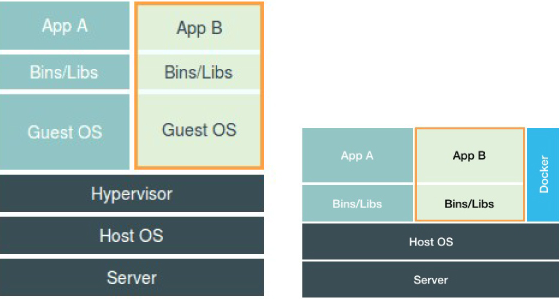 App A
App B
Bins/Libs
Bins/Libs
Guest OS
Guest OS
Hypervisor
Host OS
Server
App A
App B
Docker
Bins/Libs
Bins/Libs
Host OS
Server